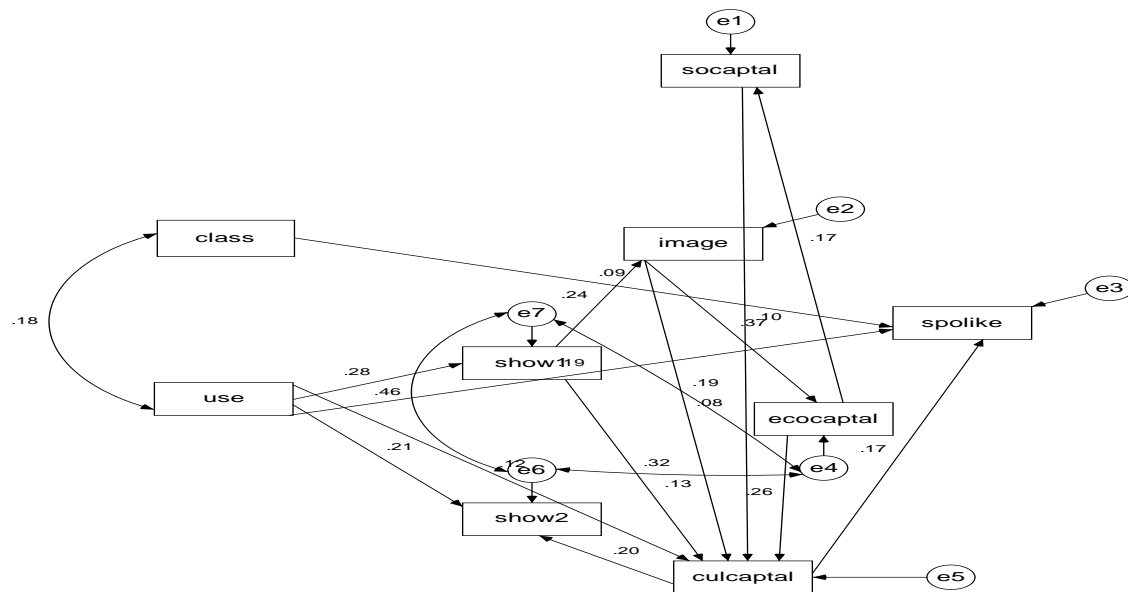 e1
socaptal
e2
class
image
.17
.09
e3
.24
.18
e7
.37
.10
spolike
show1
.19
.28
use
.46
.19
.08
ecocaptal
.21
.12
e6
.32
e4
.17
.13
.26
show2
.20
culcaptal
e5